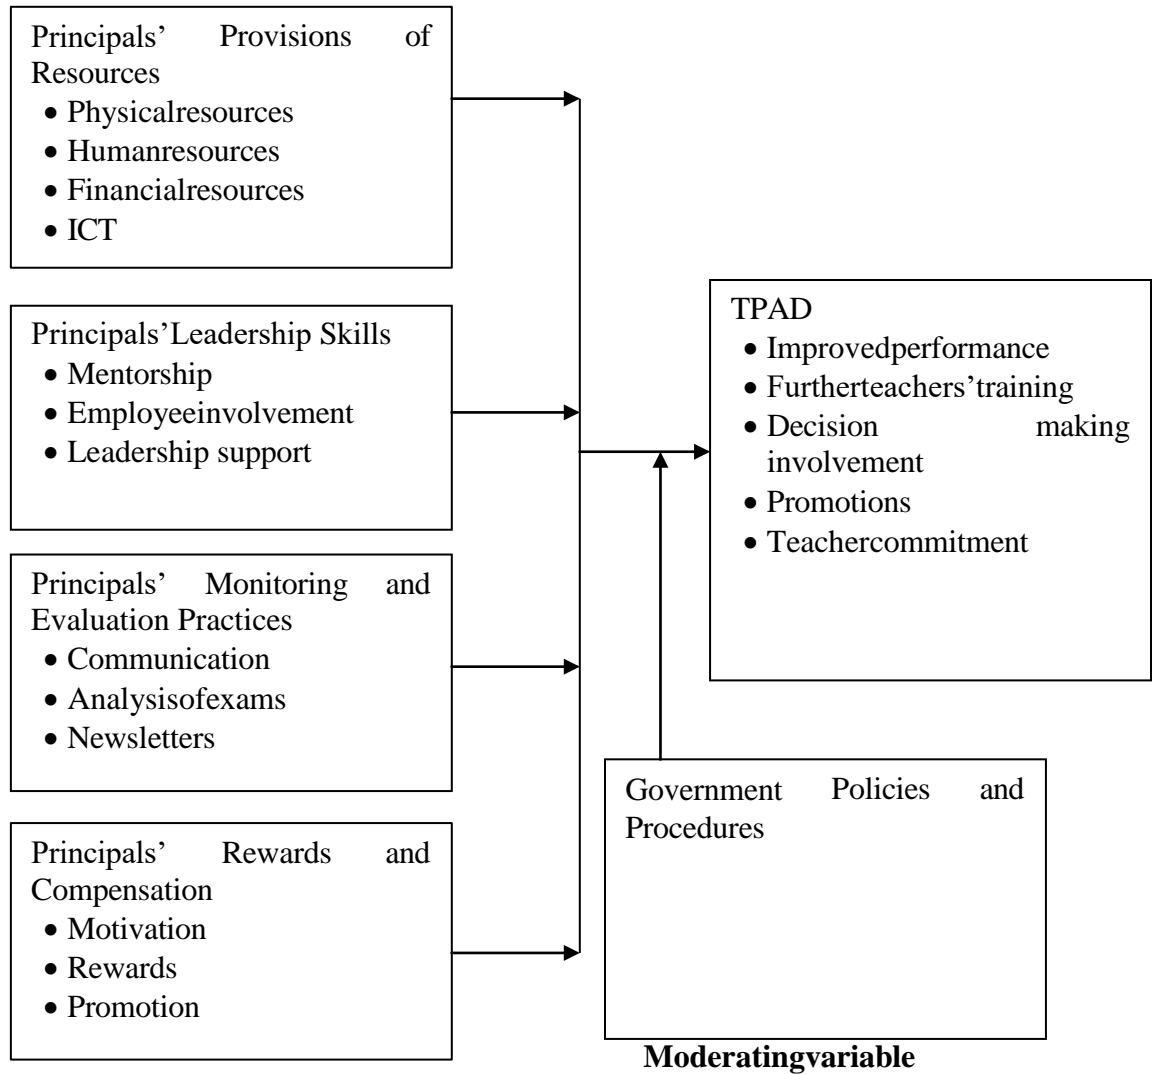 Principals’ Provisions of
Resources
• Physicalresources
• Humanresources
• Financialresources
• ICT
Principals’Leadership Skills
• Mentorship
• Employeeinvolvement
• Leadership support
Principals’ Monitoring and
Evaluation Practices
• Communication
• Analysisofexams
• Newsletters
Principals’ Rewards and
Compensation
• Motivation
• Rewards
• Promotion
TPAD
• Improvedperformance
• Furtherteachers’training
• Decision making
involvement
• Promotions
• Teachercommitment
Government Policies and
Procedures
Moderatingvariable